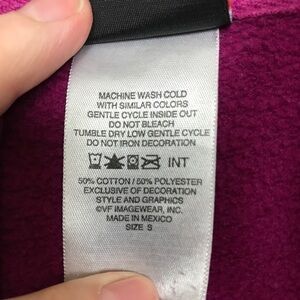 MACHINE WASH COLD
WITH SIMILAR COLORS
GENTLE CYCLE INSIDE OUT
DO NOT BLEACH
TUMBLE DRY LOW GENTLE CYCLE
DO NOT IRON DECORATION
INT
50% COTTON / 50% POLYESTER
EXCLUSIVE OF DECORATION
STYLE AND GRAPHICS
©VF IMAGEWEAR, INC.
MADE IN MEXICO
SIZE S